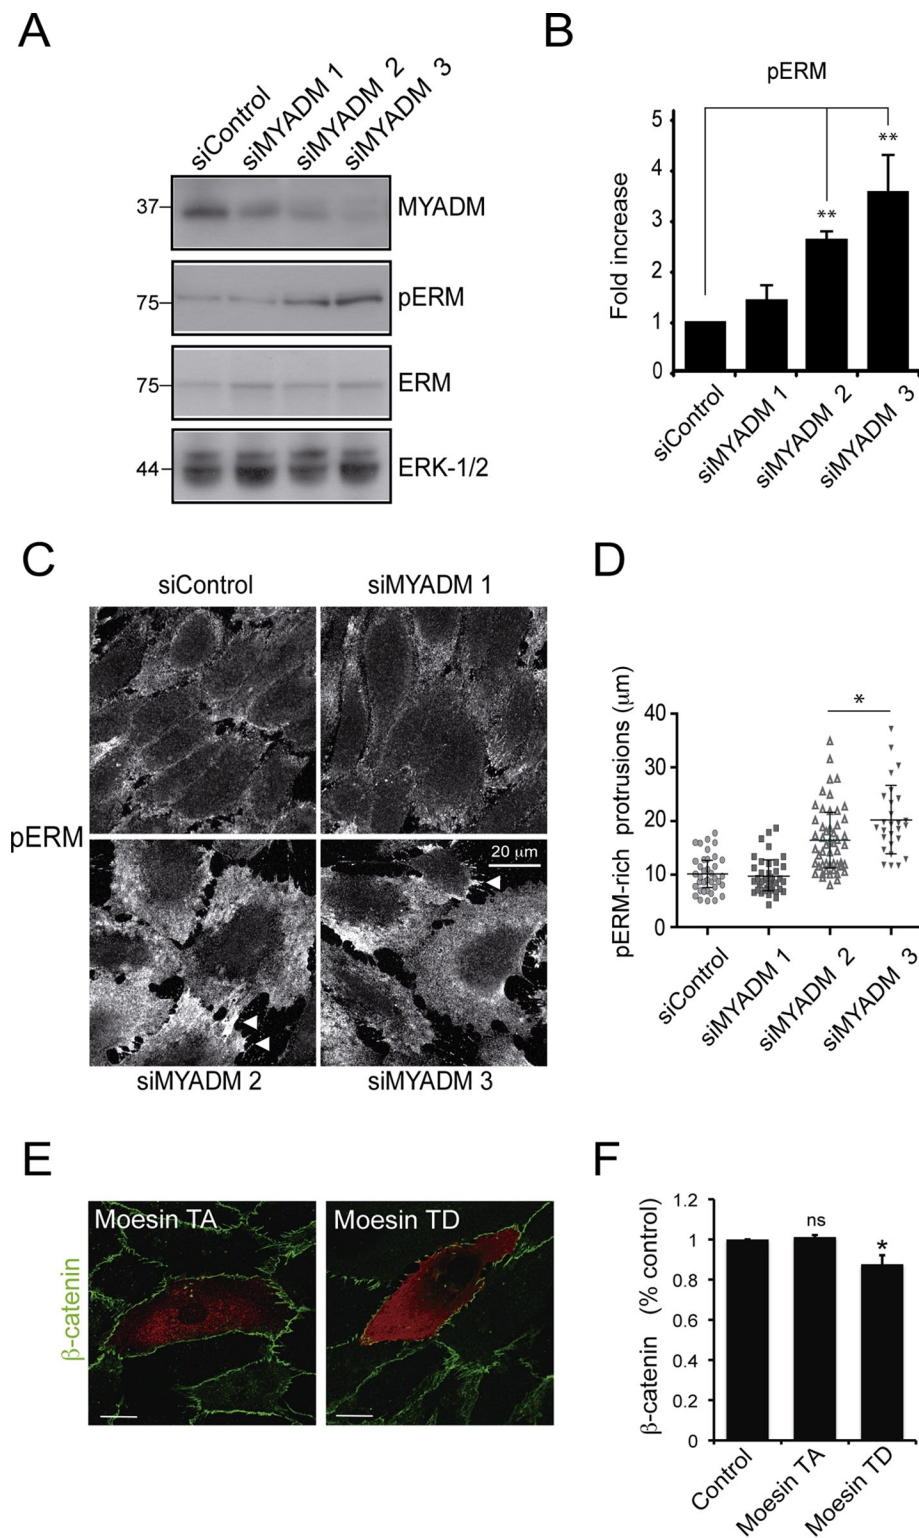 A
siControl
siMYADM 1
siMYADM 2
siMYADM 3
37
MYADM
75
pERM
75
ERM
44
ERK-1/2
B
pERM
Fold increase
5
4
3
2
1
0
**
**
siControl
siMYADM 1
siMYADM 2
siMYADM 3
C
siControl
siMYADM 1
pERM
20 μm
siMYADM 2
siMYADM 3
D
pERM-rich protrusions (μm)
40
30
20
10
0
*
siControl
siMYADM 1
siMYADM 2
siMYADM 3
E
β-catenin
Moesin TA
Moesin TD
F
β-catenin (% control)
1.2
1
0.8
0.6
0.4
0.2
0
ns
*
Control
Moesin TA
Moesin TD